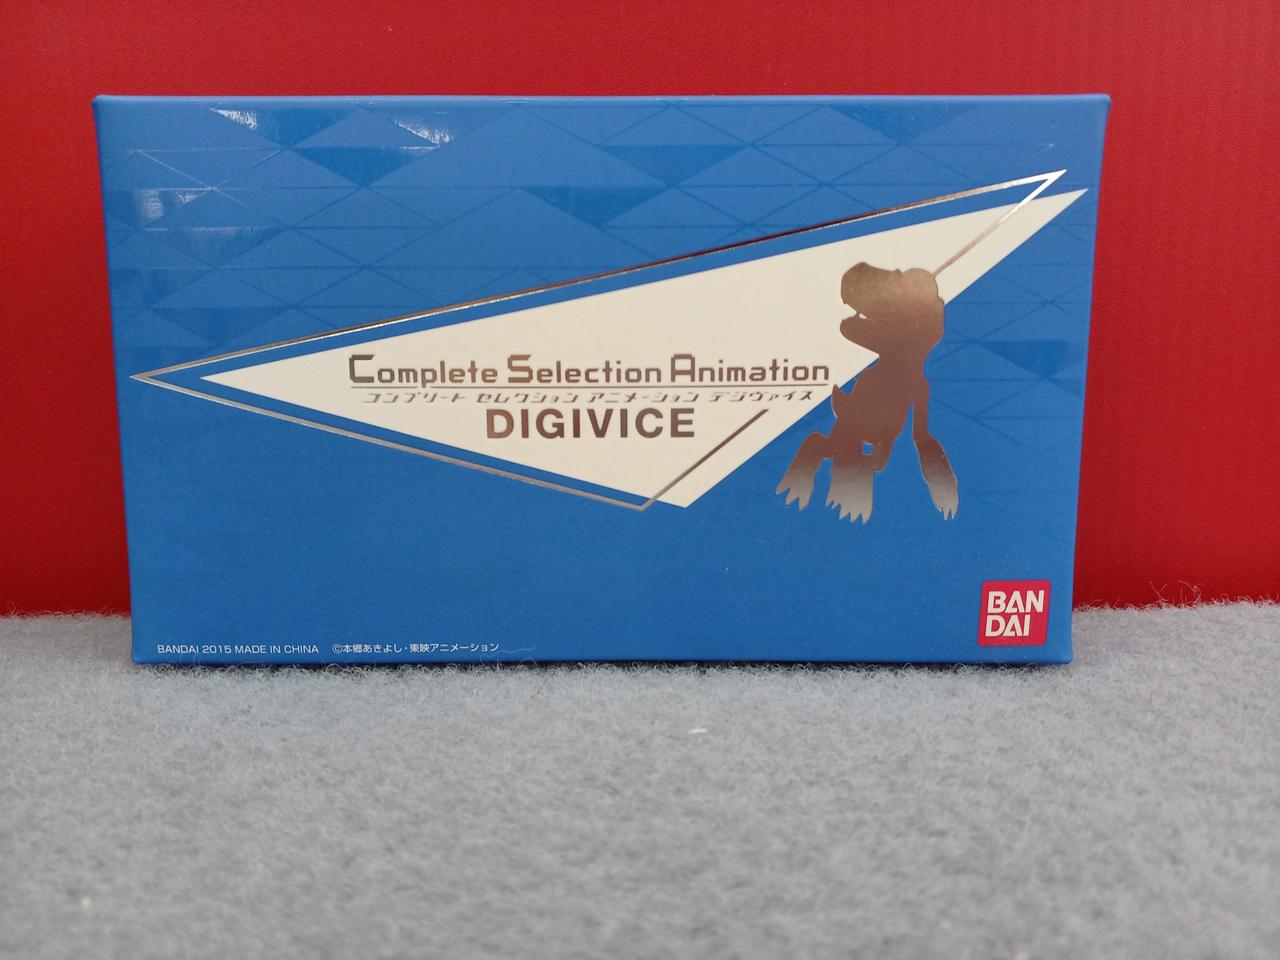 Complete Selection Animation
コンプリート セレクション アニメーション デジヴァイス
DIGIVICE
BAN
DAI
BANDAI 2015 MADE IN CHINA ©本郷あきよし・東映アニメーション